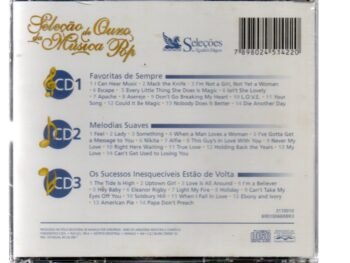 Seleção de Ouro
da Música Pop
Seleções
7 898024 534220
CD1
Favoritas de Sempre
1 - I Can Hear Music 2 - Mack the Knife 3 - I'm Not a Girl, Not Yet a Woman
6 - Escape 5 - Every Little Thing She Does Is Magic 6 - Isn't She Lovely
7 - Apache 8 - Asereje 9 - Don't Go Breaking My Heart 10 - L.O.V.E. 11 - Your
Song 12 - Could It Be Magic 13 - Nobody Does It Better 14 - Die Another Day
CD2
Melodias Suaves
1 - Feel 2 - Lady 3 - Something 4 - When a Man Loves a Woman 5 - I've Gotta Get
a Message to You 6 - Nikita 7 - Alfie 8 - This Guy's in Love With You 9 - Never
My Love 10 - Right Here Waiting 11 - True Love 12 - Holding Back the Years 13 - My
Love 14 - Can't Get Used to Losing You
CD3
Os Sucessos Inesquecíveis Estão de Volta
1 - The Tide Is High 2 - Uptown Girl 3 - Love Is All Around 4 - I'm a Believer
5 - Hey Baby 6 - Eleanor Rigby 7 - Light My Fire 8 - Holiday 9 - Can't Take My Eyes
Off You 10 - Solsbury Hill 11 - When I Fall in Love 12 - Ebony and Ivory
13 - American Pie 14 - Papa Don't Preach